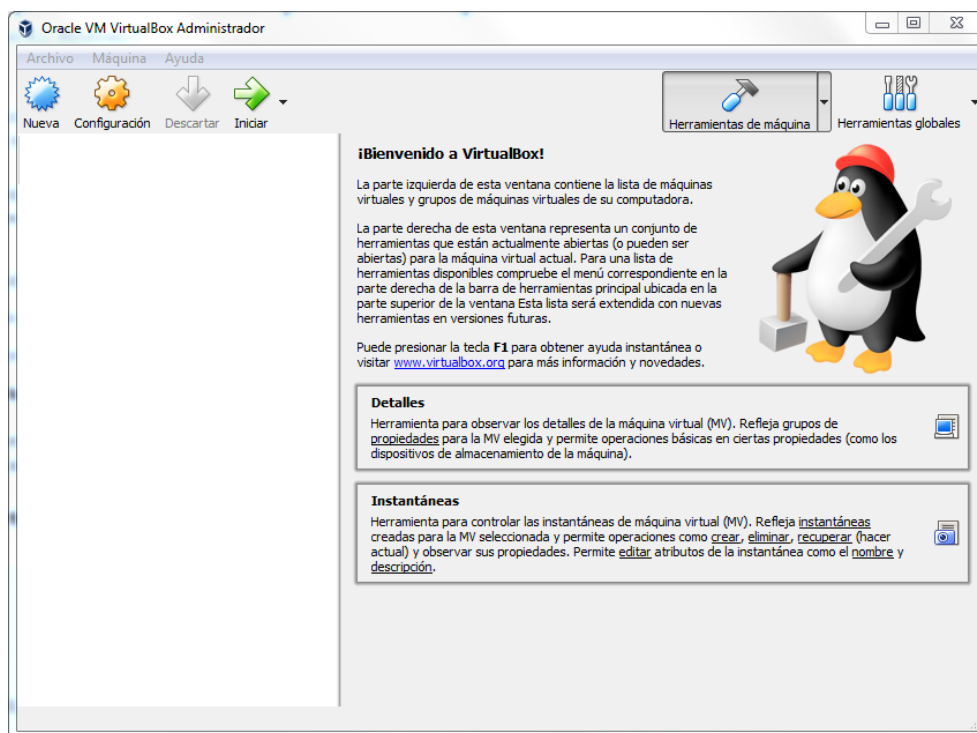 Oracle VM VirtualBox Administrador
Archivo Máquina Ayuda
Nueva Configuración Descartar Iniciar
Herramientas de máquina Herramientas globales
¡Bienvenido a VirtualBox!
La parte izquierda de esta ventana contiene la lista de máquinas
virtuales y grupos de máquinas virtuales de su computadora.
La parte derecha de esta ventana representa un conjunto de
herramientas que están actualmente abiertas (o pueden ser
abiertas) para la máquina virtual actual. Para una lista de
herramientas disponibles compruebe el menú correspondiente en la
parte derecha de la barra de herramientas principal ubicada en la
parte superior de la ventana Esta lista será extendida con nuevas
herramientas en versiones futuras.
Puede presionar la tecla F1 para obtener ayuda instantánea o
visitar www.virtualbox.org para más información y novedades.
Detalles
Herramienta para observar los detalles de la máquina virtual (MV). Refleja grupos de
propiedades para la MV elegida y permite operaciones básicas en ciertas propiedades (como los
dispositivos de almacenamiento de la máquina).
Instantáneas
Herramienta para controlar las instantáneas de máquina virtual (MV). Refleja instantáneas
creadas para la MV seleccionada y permite operaciones como crear, eliminar, recuperar (hacer
actual) y observar sus propiedades. Permite editar atributos de la instantánea como el nombre y
descripción.